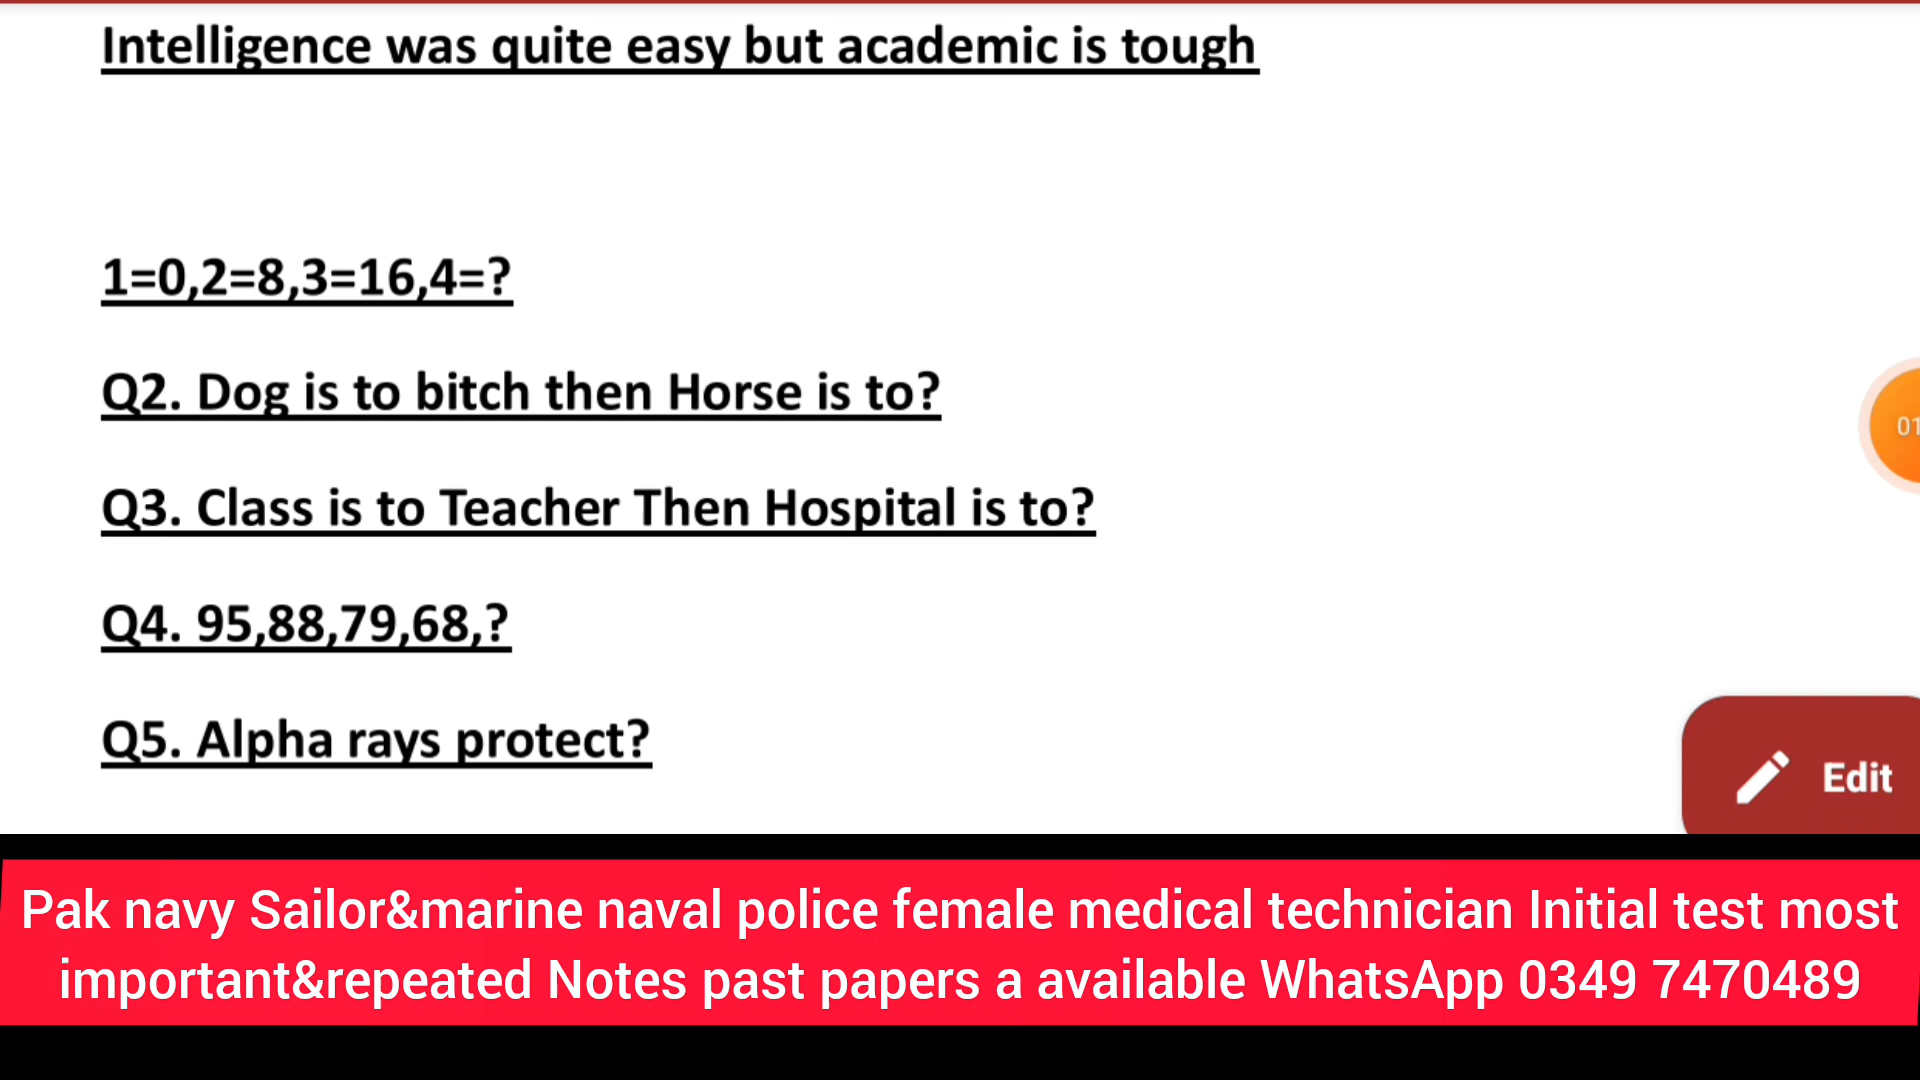 Intelligence was quite easy but academic is tough
1=0,2=8,3=16,4=?
Q2. Dog is to bitch then Horse is to?
Q3. Class is to Teacher Then Hospital is to?
01
Q4. 95,88,79,68,?
Q5. Alpha rays protect?
Edit
Pak navy Sailor&marine naval police female medical technician Initial test most
important&repeated Notes past papers a available WhatsApp 0349 7470489